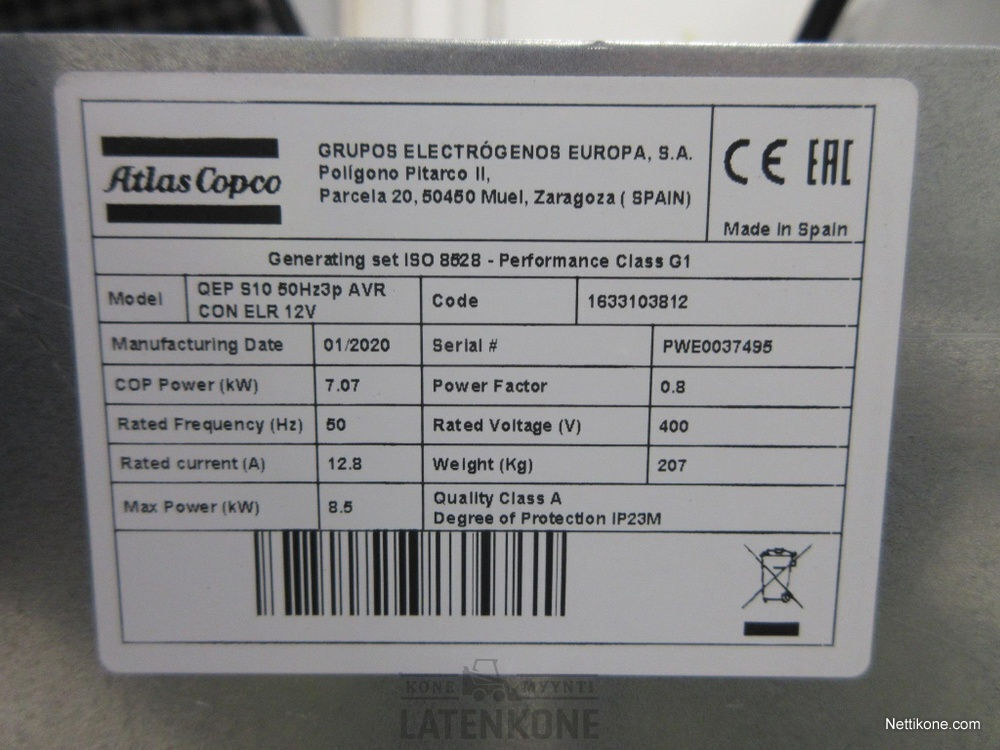 Atlas Copco
GRUPOS ELECTRÓGENOS EUROPA, S.A.
Polígono Pitarco II,
Parcela 20, 50450 Muel, Zaragoza ( SPAIN)
CE EAC
Made in Spain
Generating set ISO 8528 - Performance Class G1
Model
QEP S10 50Hz3p AVR
CON ELR 12V
Code
1633103812
Manufacturing Date 01/2020 Serial # PWE0037495
COP Power (kW) 7.07 Power Factor 0.8
Rated Frequency (Hz) 50 Rated Voltage (V) 400
Rated current (A) 12.8 Weight (Kg) 207
Max Power (kW) 8.5
Quality Class A
Degree of Protection IP23M
KONE MYYNTI
LATENKONE
Nettikone.com